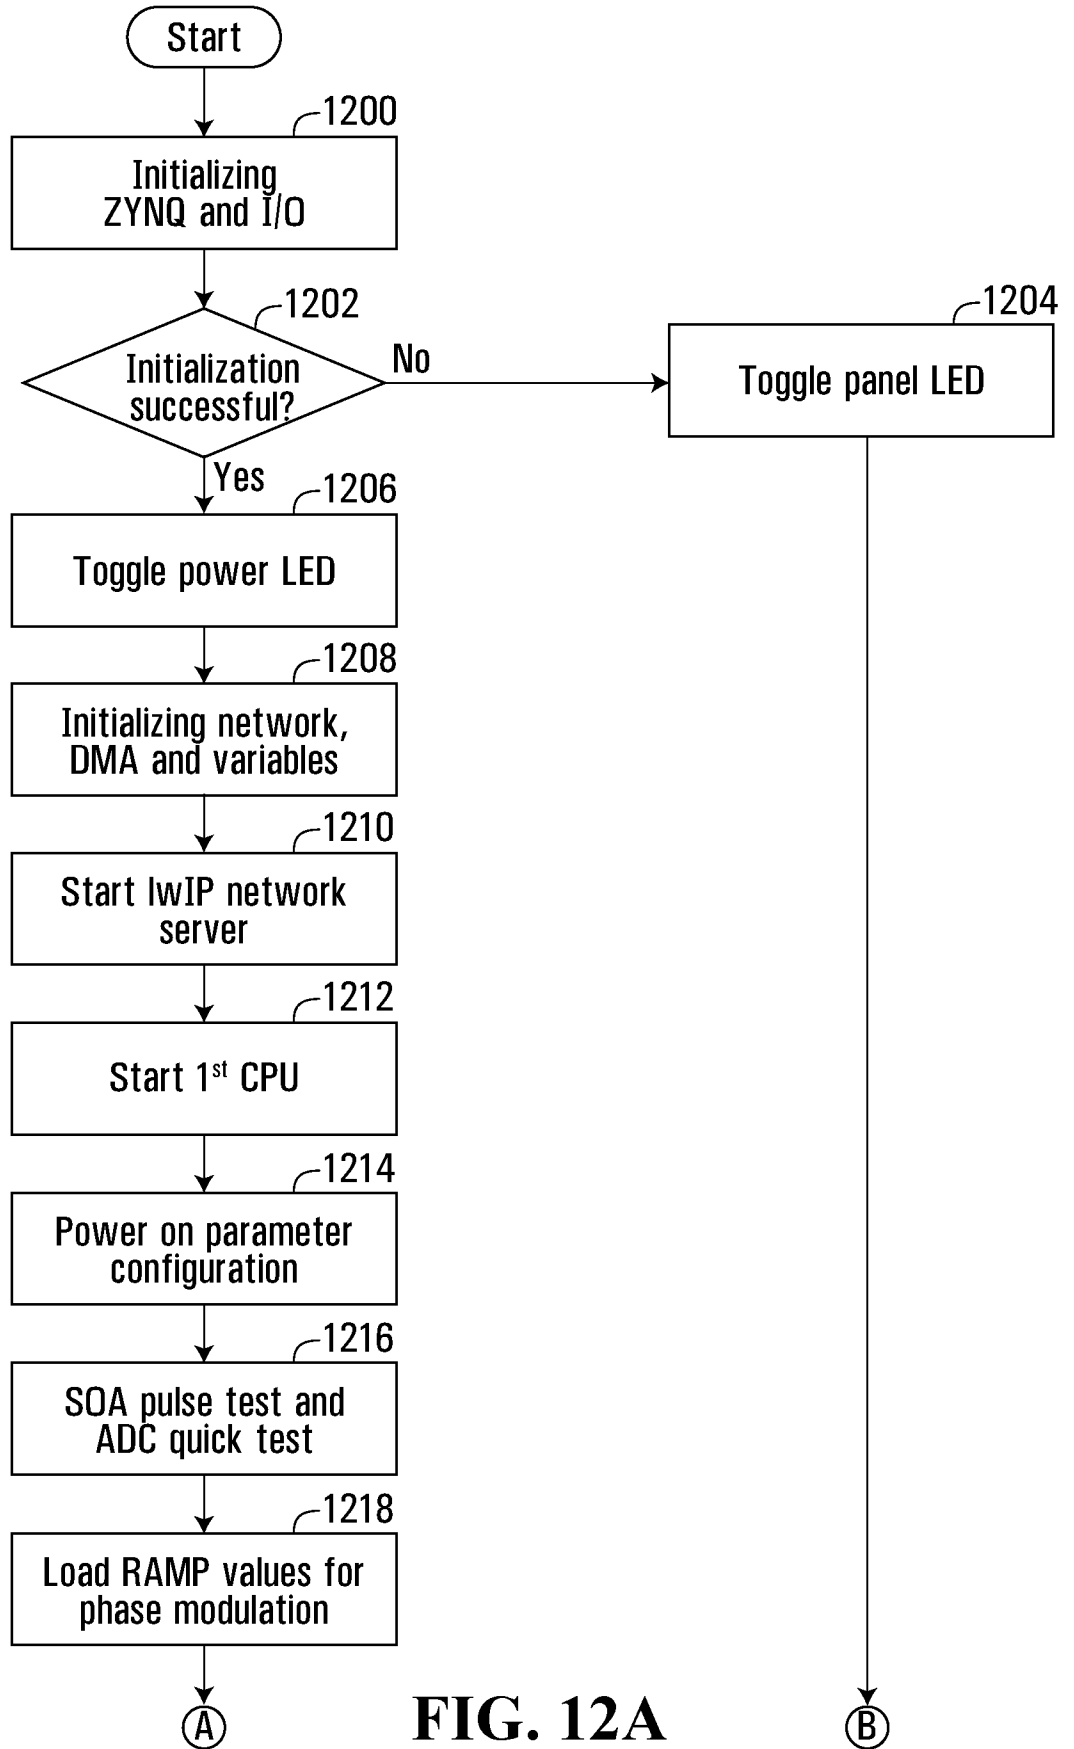 Start
1200
Initializing
ZYNQ and I/O
1202
Initialization
successful?
No
1204
Toggle panel LED
Yes
1206
Toggle power LED
1208
Initializing network,
DMA and variables
1210
Start lwIP network
server
1212
Start 1st CPU
1214
Power on parameter
configuration
1216
SOA pulse test and
ADC quick test
1218
Load RAMP values for
phase modulation
A
FIG. 12A
B